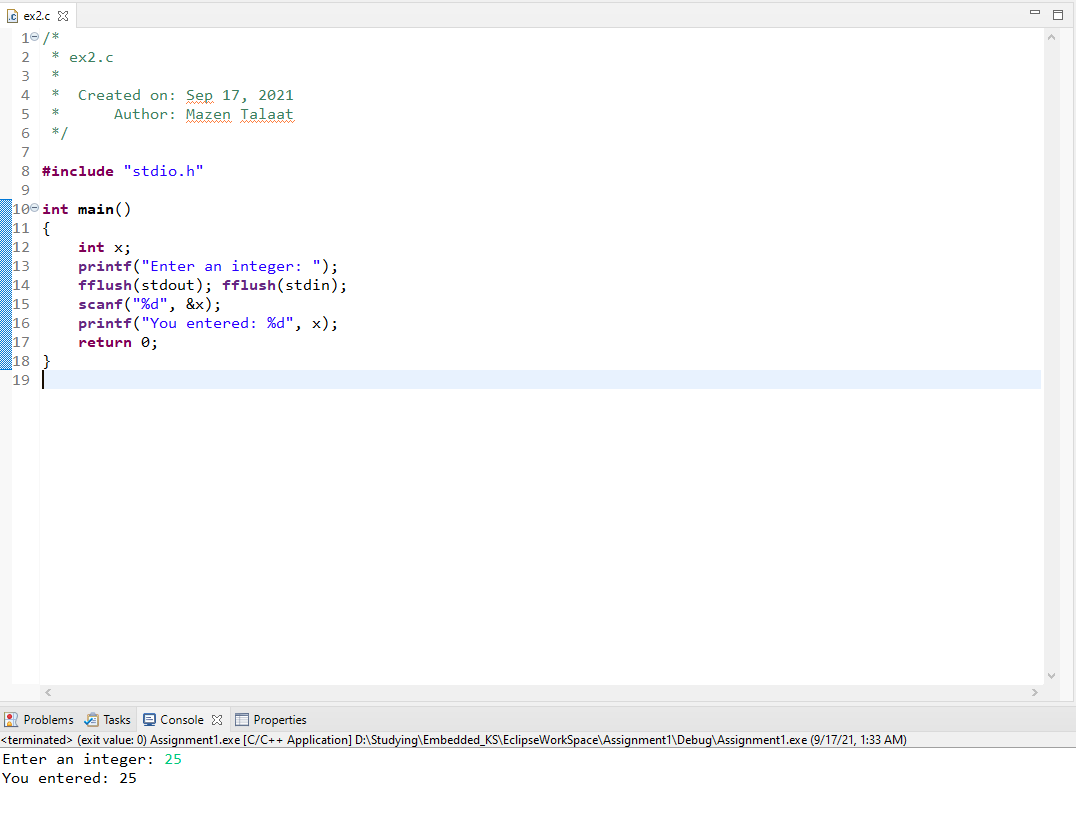 ex2.c
1 /*
2  * ex2.c
3  *
4  *  Created on: Sep 17, 2021
5  *      Author: Mazen Talaat
6  */
7
8 #include "stdio.h"
9
10 int main()
11 {
12     int x;
13     printf("Enter an integer: ");
14     fflush(stdout); fflush(stdin);
15     scanf("%d", &x);
16     printf("You entered: %d", x);
17     return 0;
18 }
19
Problems Tasks Console Properties
<terminated> (exit value: 0) Assignment1.exe [C/C++ Application] D:\Studying\Embedded_KS\EclipseWorkSpace\Assignment1\Debug\Assignment1.exe (9/17/21, 1:33 AM)
Enter an integer: 25
You entered: 25